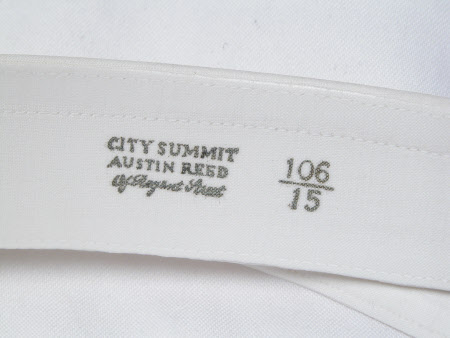 CITY SUMMIT
AUSTIN REED
Of Regent Street
106
15